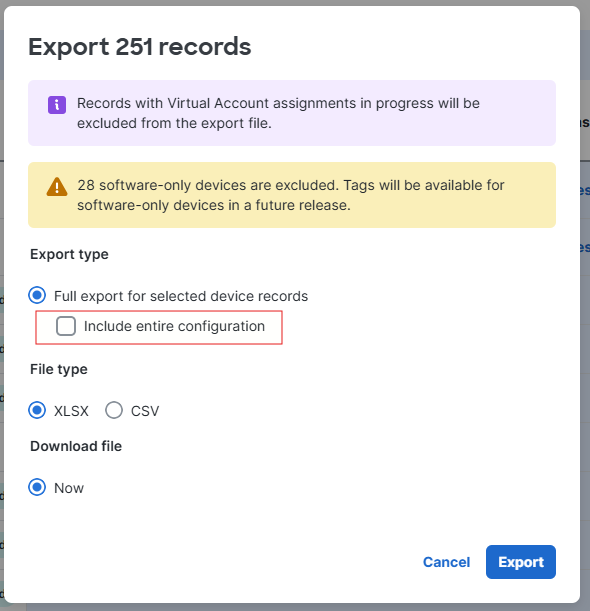 Export 251 records
Records with Virtual Account assignments in progress will be
excluded from the export file.
28 software-only devices are excluded. Tags will be available for
software-only devices in a future release.
Export type
Full export for selected device records
Include entire configuration
File type
XLSX CSV
Download file
Now
Cancel Export